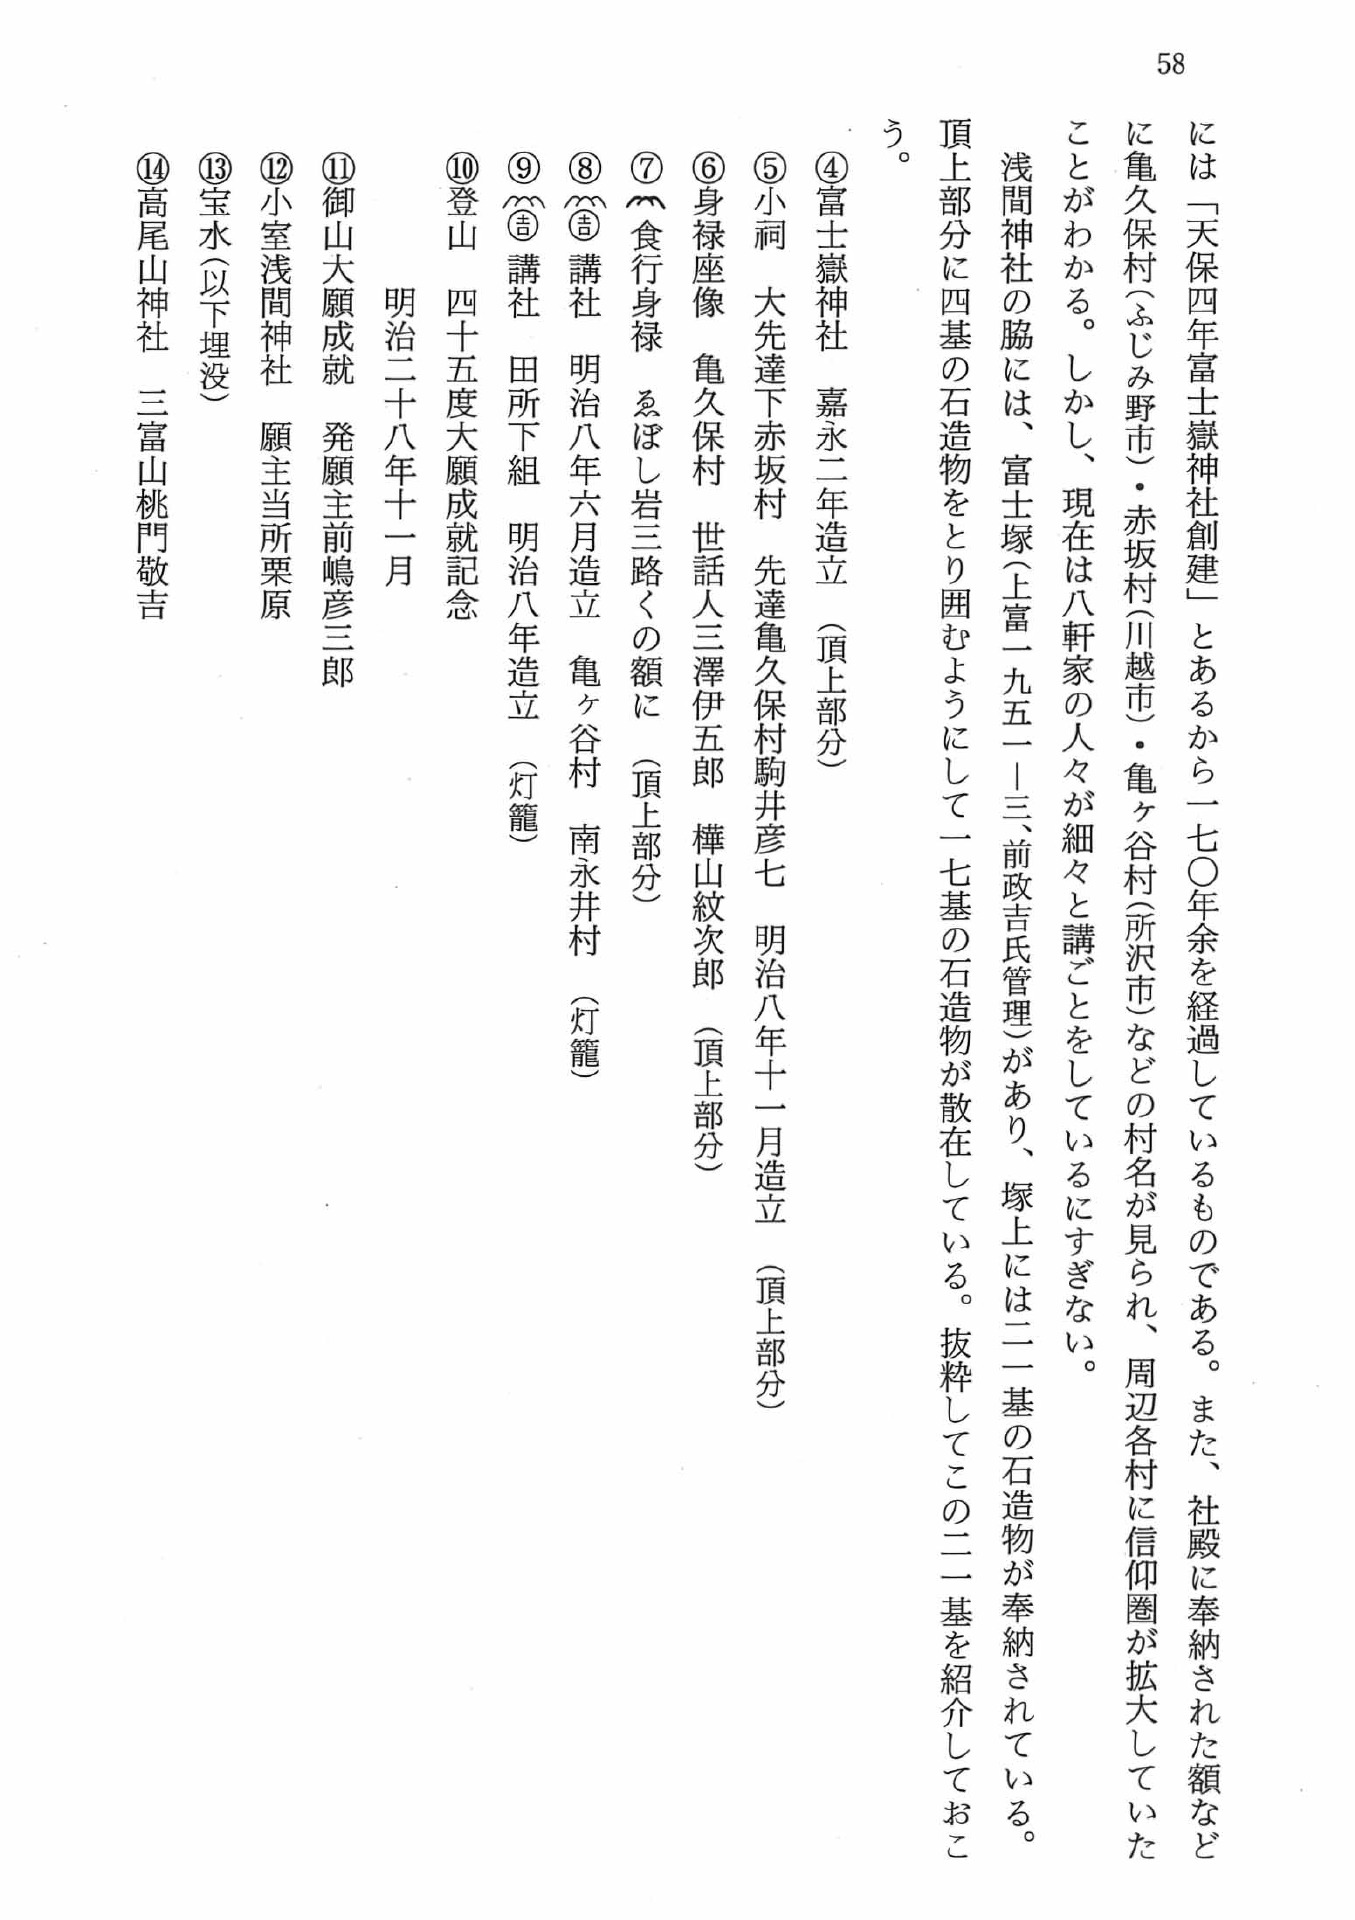 58
には「天保四年富士嶽神社創建」とあるから一七〇年余を経過しているものである。また、社殿に奉納された額など
に亀久保村(ふじみ野市)・赤坂村(川越市)・亀ヶ谷村(所沢市)などの村名が見られ、周辺各村に信仰圏が拡大していた
ことがわかる。しかし、現在は八軒家の人々が細々と講ごとをしているにすぎない。
浅間神社の脇には、富士塚(上富一九五一―三、前政吉氏管理)があり、塚上には二一基の石造物が奉納されている。
頂上部分に四基の石造物をとり囲むようにして一七基の石造物が散在している。抜粋してこの二一基を紹介しておこ
う。
④富士嶽神社 嘉永二年造立 (頂上部分)
⑤小祠 大先達下赤坂村 先達亀久保村駒井彦七 明治八年十一月造立 (頂上部分)
⑥身禄座像 亀久保村 世話人三澤伊五郎 樺山紋次郎 (頂上部分)
⑦食行身禄 ゑぼし岩三路くの額に (頂上部分)
⑧吉 講社 明治八年六月造立 亀ヶ谷村 南永井村 (灯籠)
⑨吉 講社 田所下組 明治八年造立 (灯籠)
⑩登山 四十五度大願成就記念
明治二十八年十一月
⑪御山大願成就 発願主前嶋彦三郎
⑫小室浅間神社 願主当所栗原
⑬宝水(以下埋没)
⑭高尾山神社 三富山桃門敬吉